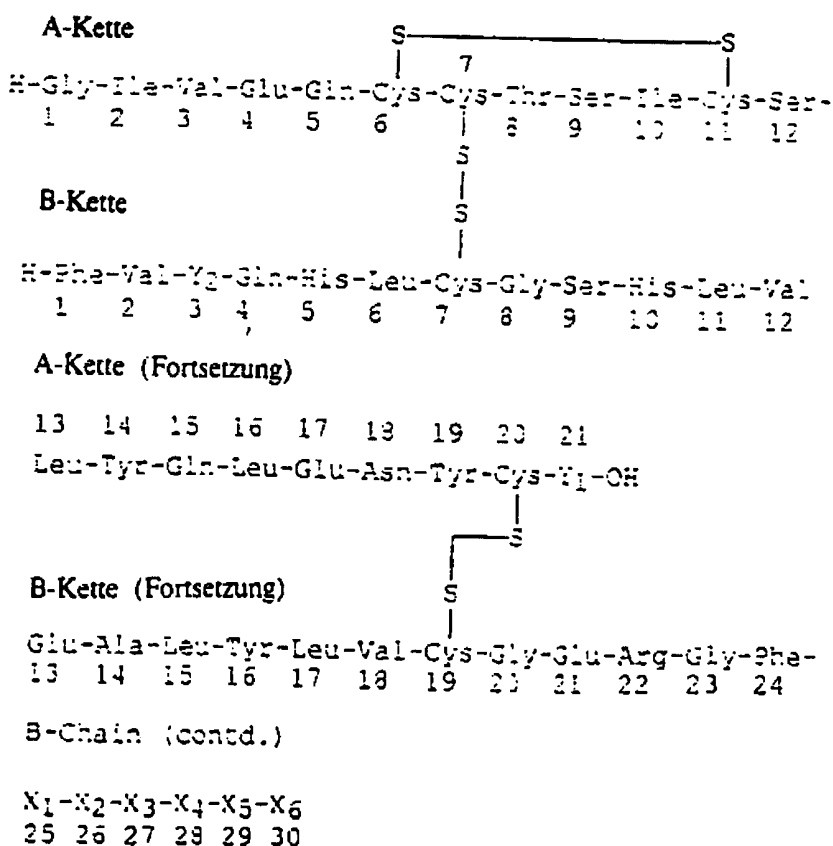 A-Kette
S S
7
H-Gly-Ile-Val-Glu-Gln-Cys-Cys-Thr-Ser-Ile-Cys-Ser-
1 2 3 4 5 6 8 9 10 11 12
S
S
B-Kette
H-Phe-Val-Y2-Gln-His-Leu-Cys-Gly-Ser-His-Leu-Val
1 2 3 4 5 6 7 8 9 10 11 12
A-Kette (Fortsetzung)
13 14 15 16 17 18 19 20 21
Leu-Tyr-Gln-Leu-Glu-Asn-Tyr-Cys-Y1-OH
S
S
B-Kette (Fortsetzung)
Glu-Ala-Leu-Tyr-Leu-Val-Cys-Gly-Glu-Arg-Gly-Phe-
13 14 15 16 17 18 19 20 21 22 23 24
B-Chain (contd.)
X1-X2-X3-X4-X5-X6
25 26 27 28 29 30